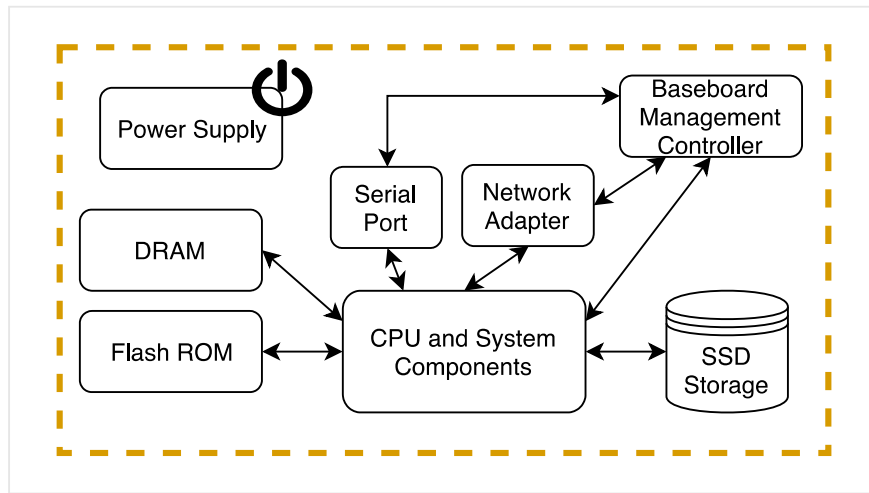 Power Supply
Baseboard
Management
Controller
Serial
Port
Network
Adapter
DRAM
Flash ROM
CPU and System
Components
SSD
Storage